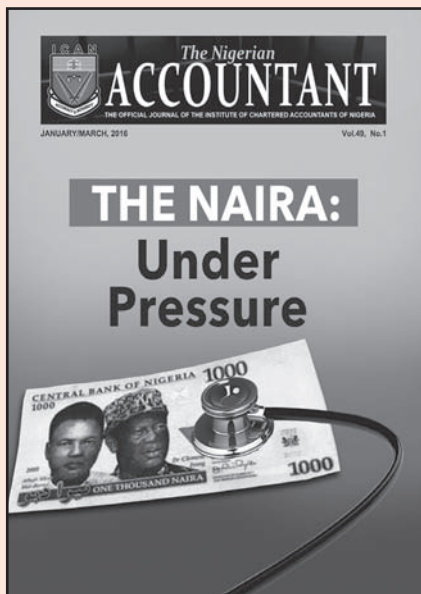 ICAN
The Nigerian
ACCOUNTANT
THE OFFICIAL JOURNAL OF THE INSTITUTE OF CHARTERED ACCOUNTANTS OF NIGERIA
JANUARY/MARCH, 2016 Vol.49, No.1
THE NAIRA:
Under
Pressure
CENTRAL BANK OF NIGERIA 1000
1000
ONE THOUSAND NAIRA
1000